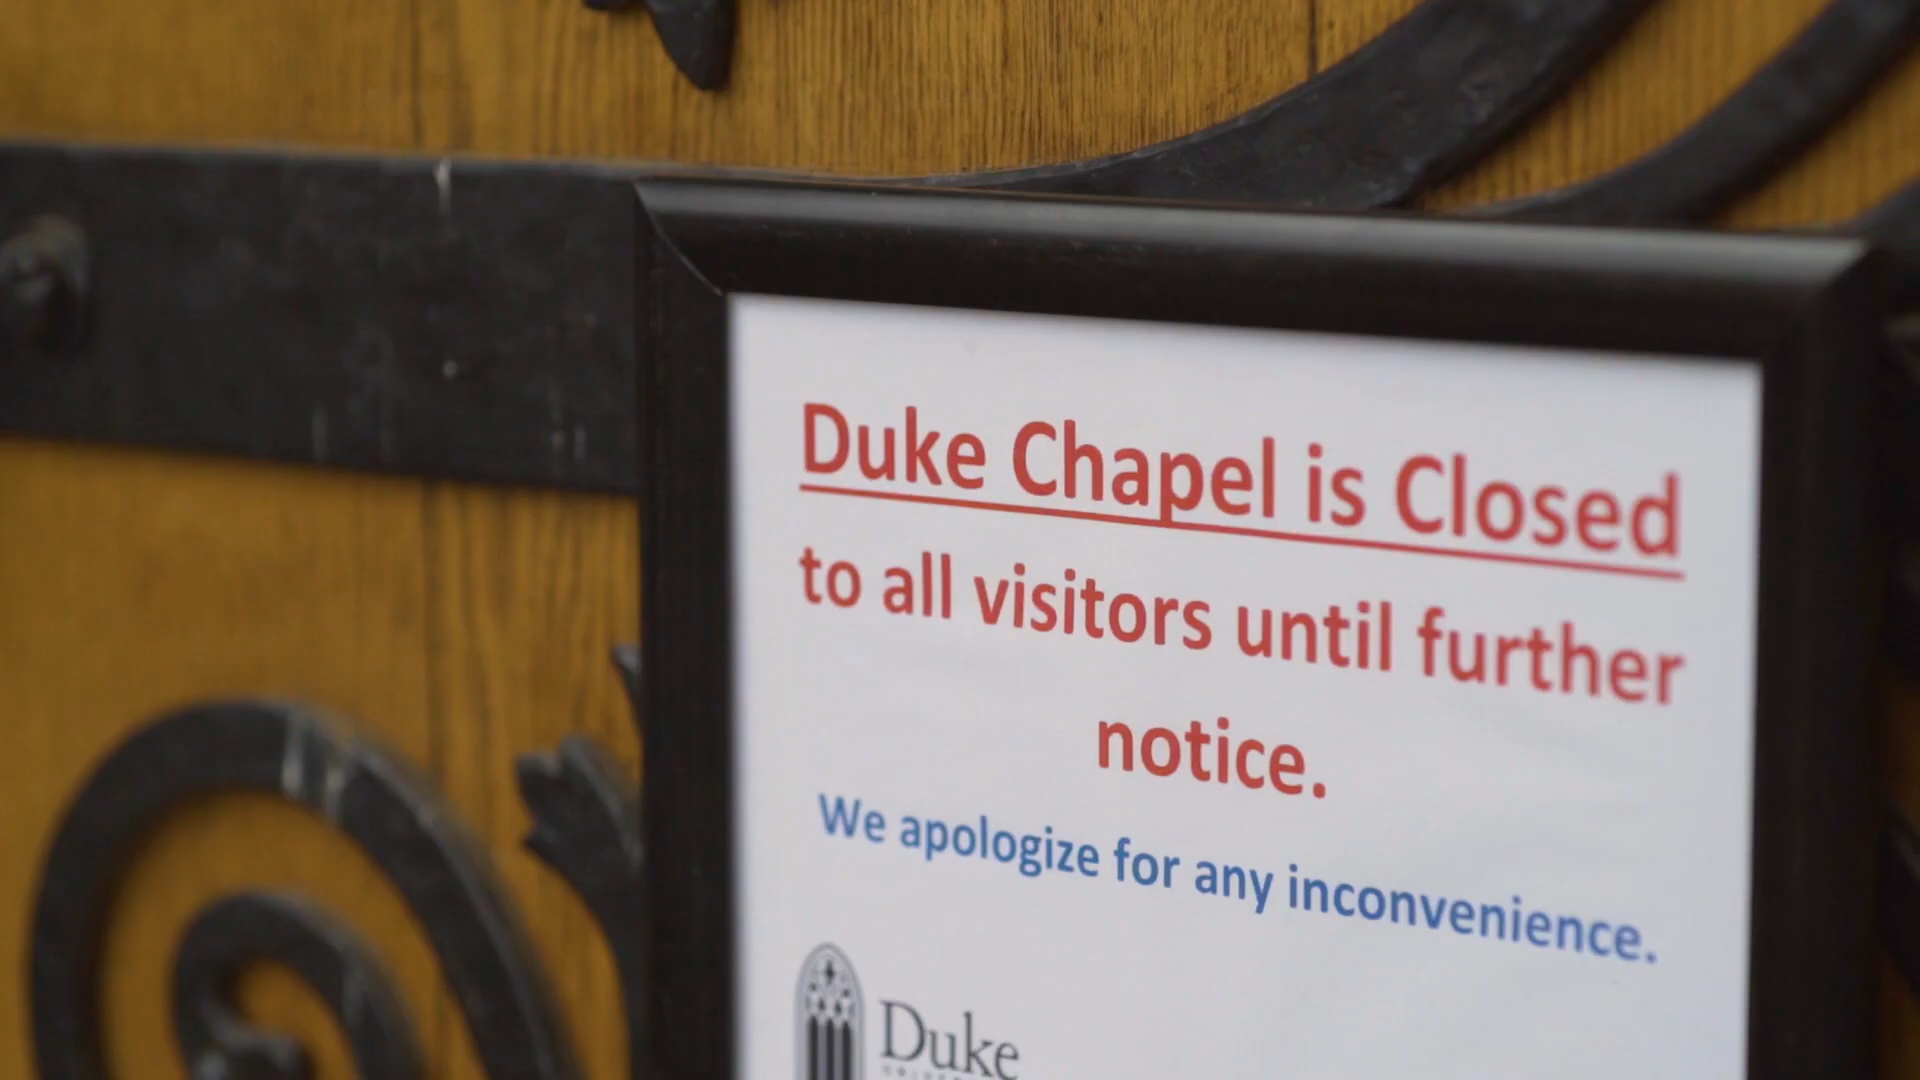 Duke Chapel is Closed
to all visitors until further
notice.
We apologize for any inconvenience.
Duke